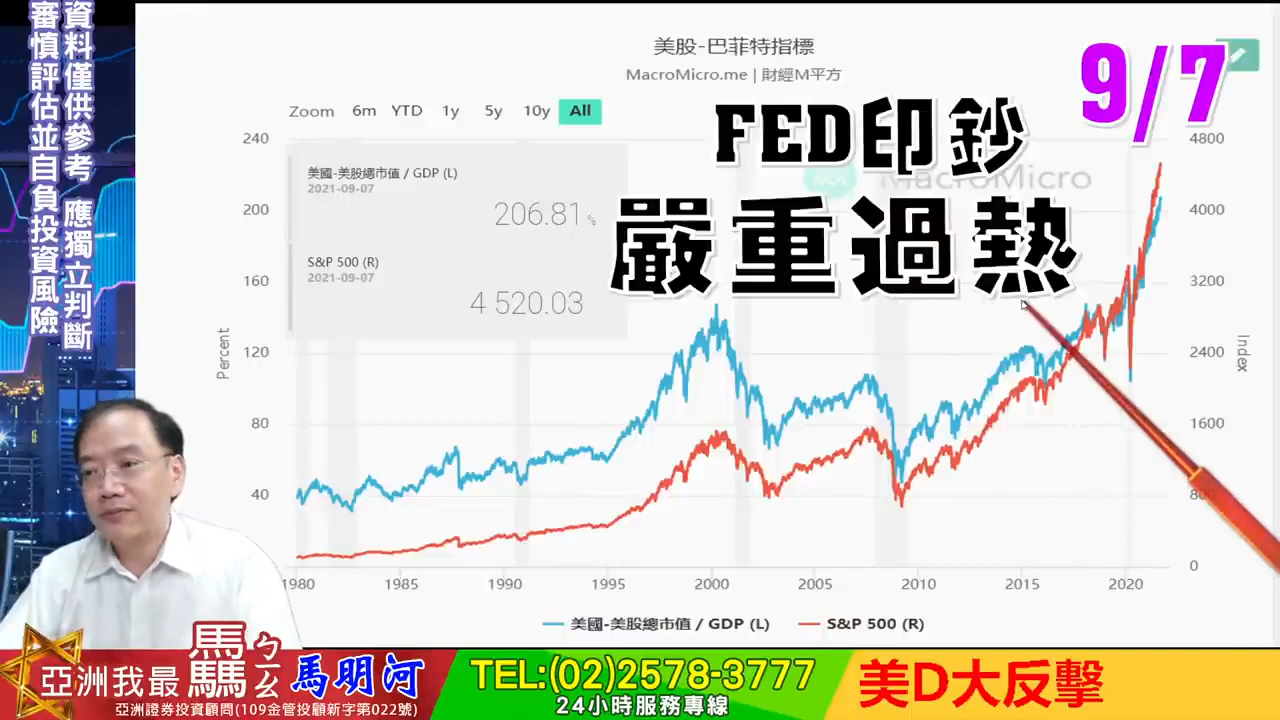 資料僅供參考 應獨立判斷
審慎評估並自負投資風險
美股-巴菲特指標
MacroMicro.me | 財經M平方
9/7
FED印鈔
嚴重過熱
Zoom 6m YTD 1y 5y 10y All
MacroMicro
美國-美股總市值 / GDP (L)
2021-09-07
206.81 %
S&P 500 (R)
2021-09-07
4 520.03
240
200
160
120
80
40
Percent
4800
4000
3200
2400
1600
800
0
Index
1980 1985 1990 1995 2000 2005 2010 2015 2020
美國-美股總市值 / GDP (L) S&P 500 (R)
亞洲我最驫ㄅㄧㄠ馬明河
亞洲證券投資顧問(109金管投顧新字第022號)
TEL:(02)2578-3777
24小時服務專線
美D大反擊